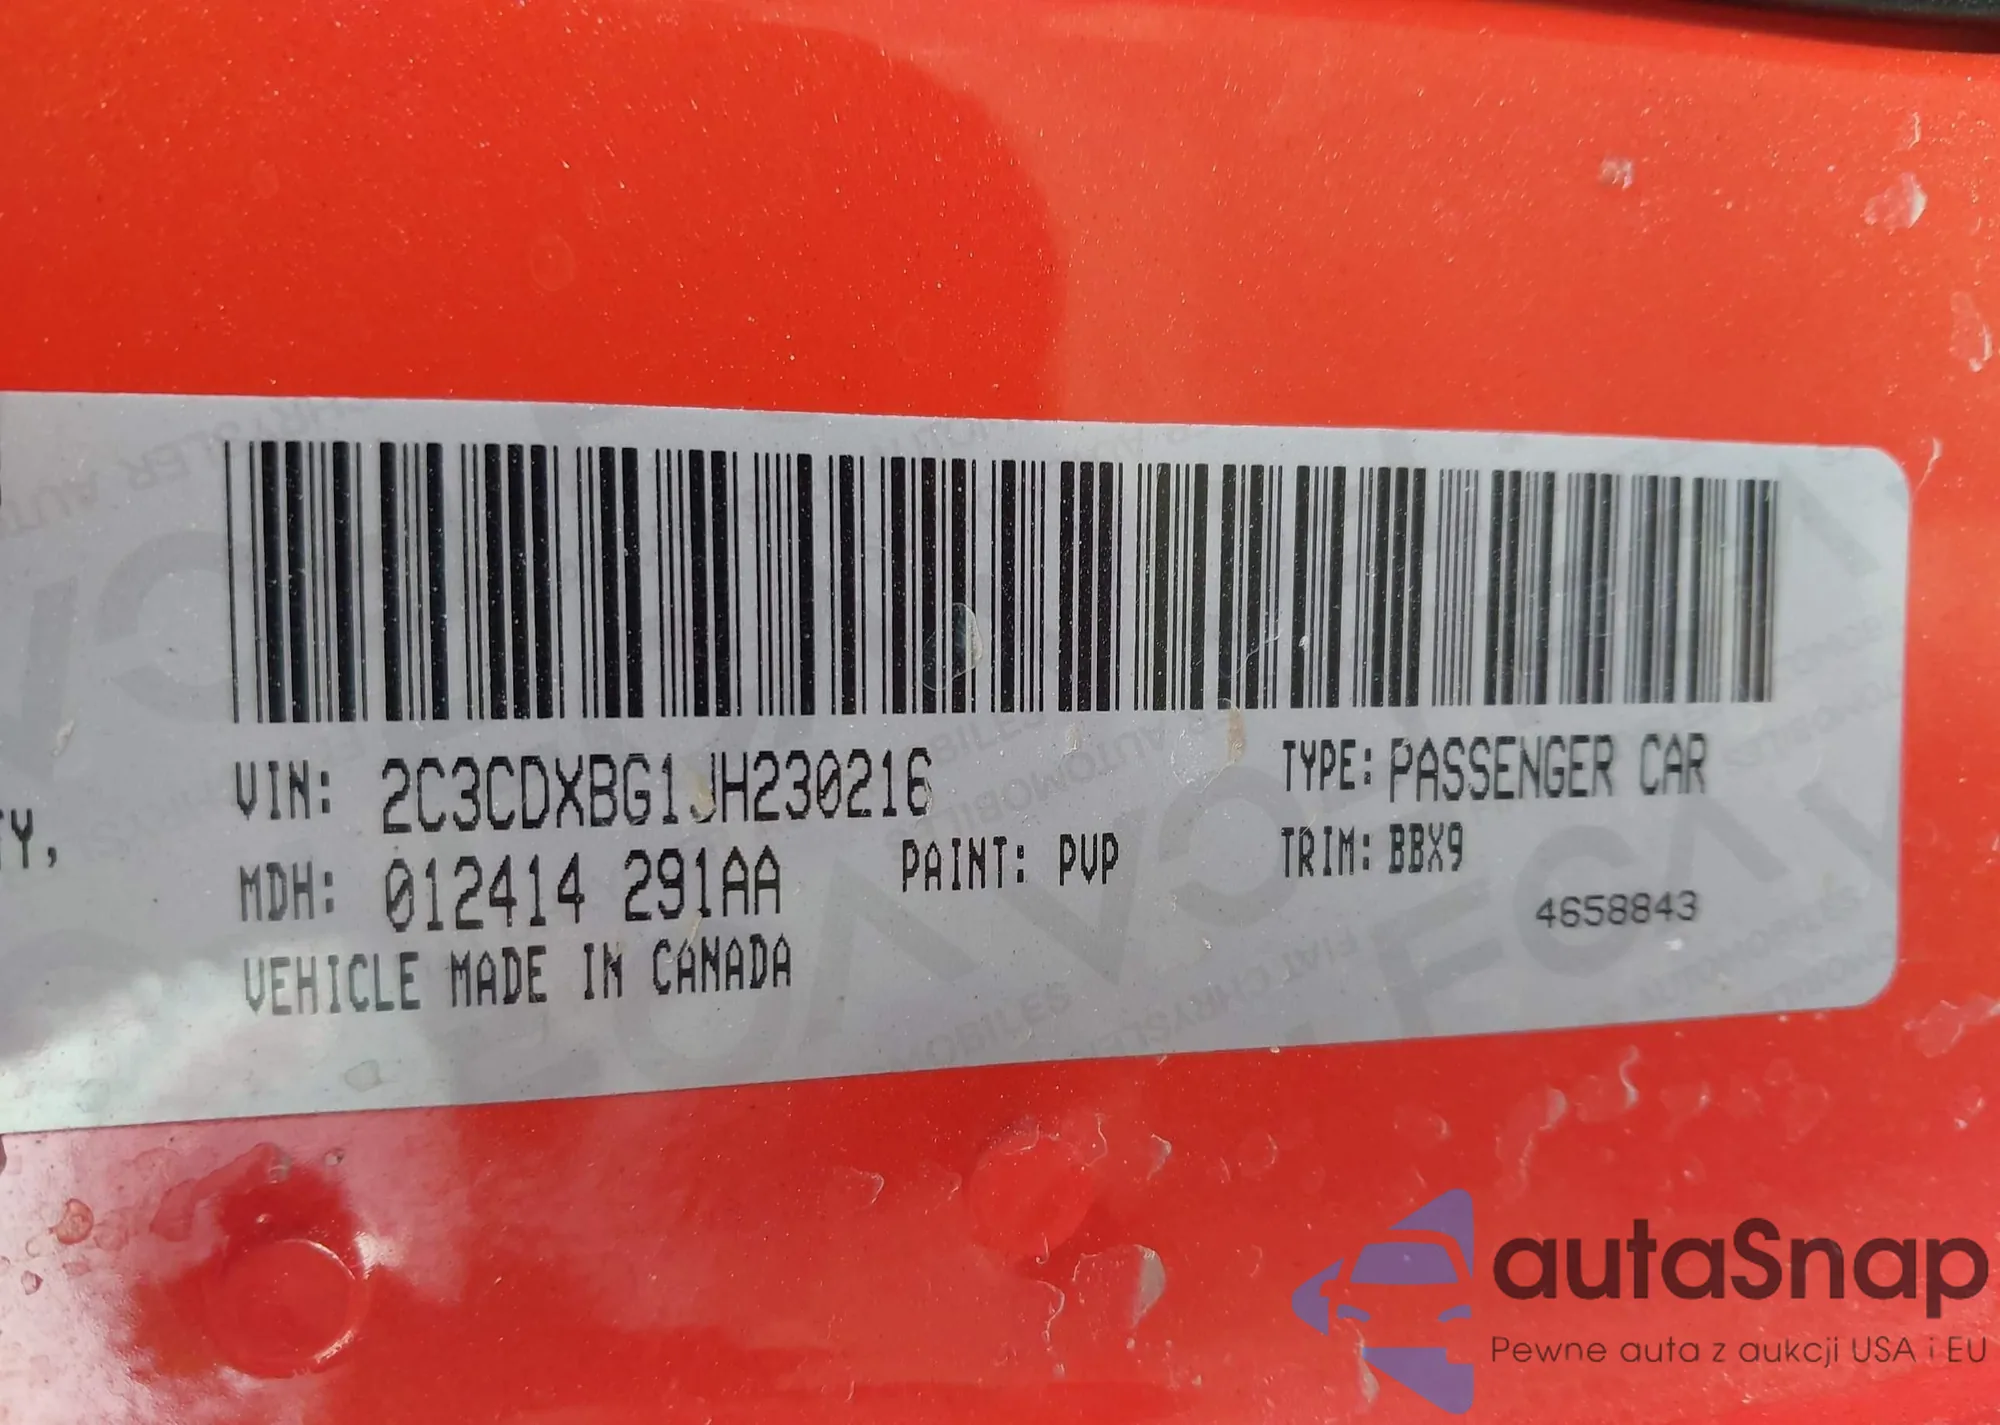 TY,
VIN: 2C3CDXBG1JH230216
TYPE: PASSENGER CAR
MDH: 012414 291AA
PAINT: PVP
TRIM: BBX9
4658843
VEHICLE MADE IN CANADA
autaSnap
Pewne auta z aukcji USA i EU